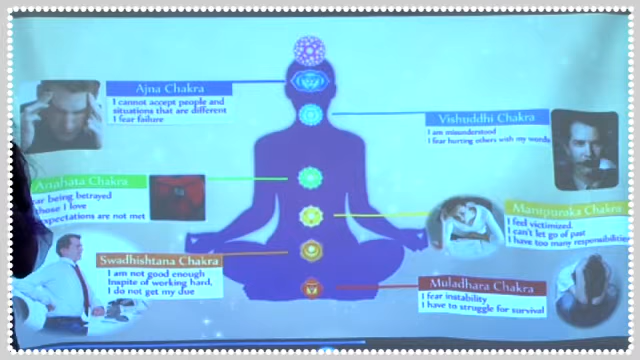 Ajna Chakra
I cannot accept people and
situations that are different
I fear failure
Vishuddhi Chakra
I am misunderstood
I fear hurting others with my words
Anahata Chakra
being betrayed
those I love
expectations are not met
Manipuraka Chakra
I feel victimized.
I can't let go of past
I have too many responsibilities
Swadhishtana Chakra
I am not good enough
Inspite of working hard,
I do not get my due
Muladhara Chakra
I fear instability
I have to struggle for survival